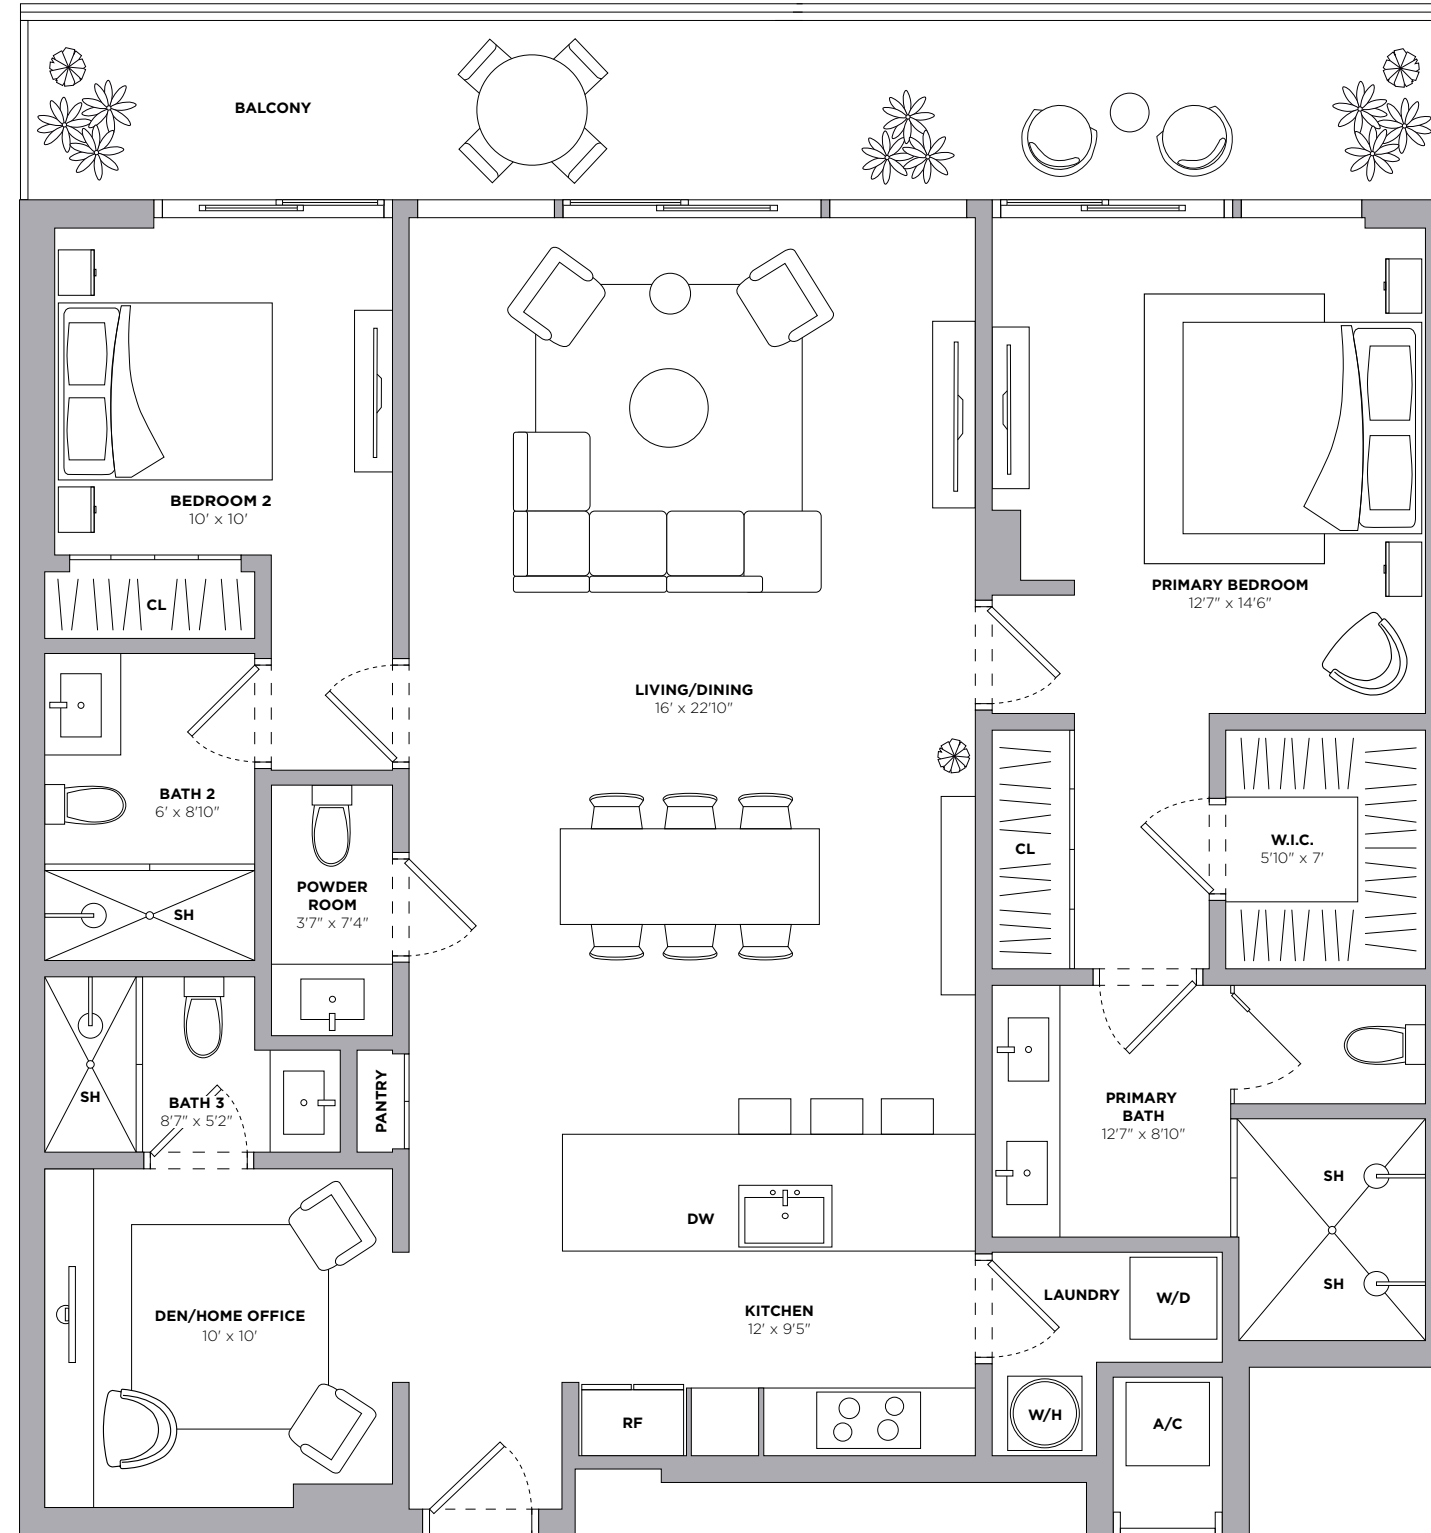 BALCONY
BEDROOM 2
10' x 10'
CL
PRIMARY BEDROOM
12'7" x 14'6"
LIVING/DINING
16' x 22'10"
BATH 2
6' x 8'10"
SH
POWDER
ROOM
3'7" x 7'4"
CL
W.I.C.
5'10" x 7'
SH
BATH 3
8'7" x 5'2"
PANTRY
PRIMARY
BATH
12'7" x 8'10"
SH
SH
DW
DEN/HOME OFFICE
10' x 10'
KITCHEN
12' x 9'5"
LAUNDRY
W/D
RF
W/H
A/C